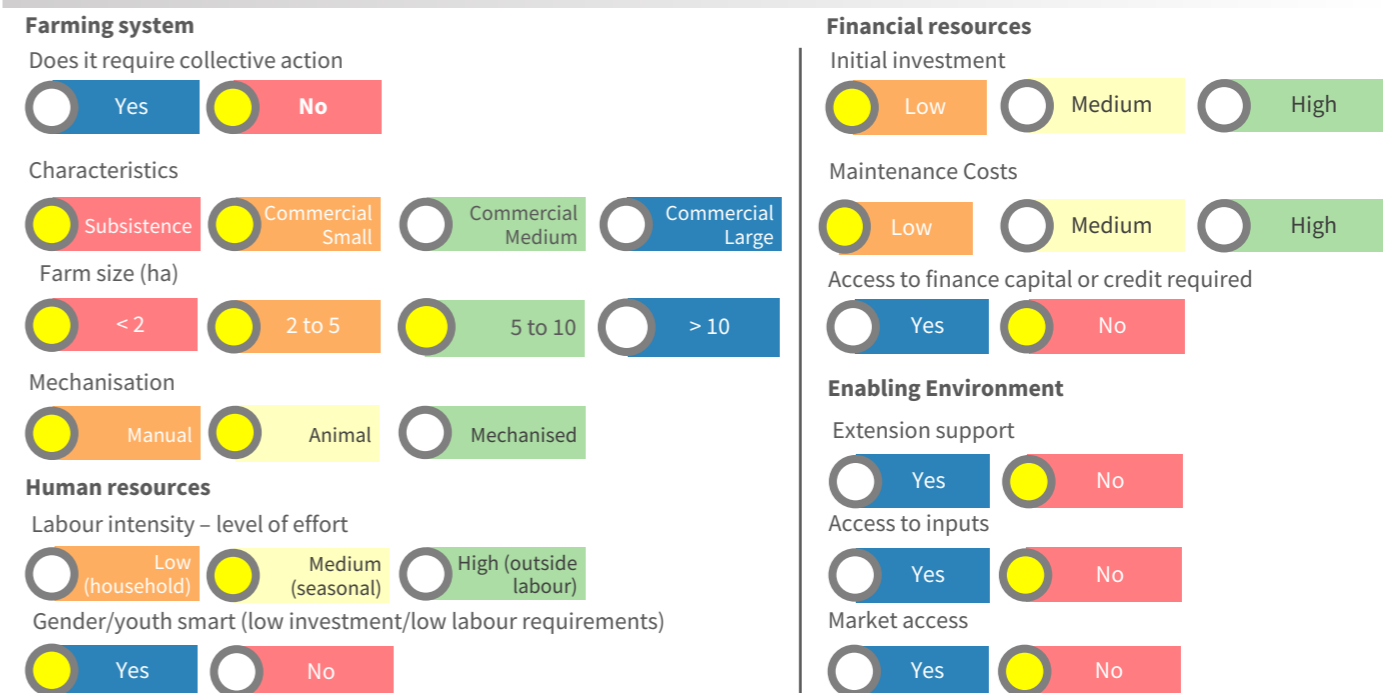 Farming system
Does it require collective action
Yes
No
Characteristics
Subsistence
Commercial
Small
Commercial
Medium
Commercial
Large
Farm size (ha)
< 2
2 to 5
5 to 10
> 10
Mechanisation
Manual
Animal
Mechanised
Human resources
Labour intensity – level of effort
Low
(household)
Medium
(seasonal)
High (outside
labour)
Gender/youth smart (low investment/low labour requirements)
Yes
No
Financial resources
Initial investment
Low
Medium
High
Maintenance Costs
Low
Medium
High
Access to finance capital or credit required
Yes
No
Enabling Environment
Extension support
Yes
No
Access to inputs
Yes
No
Market access
Yes
No